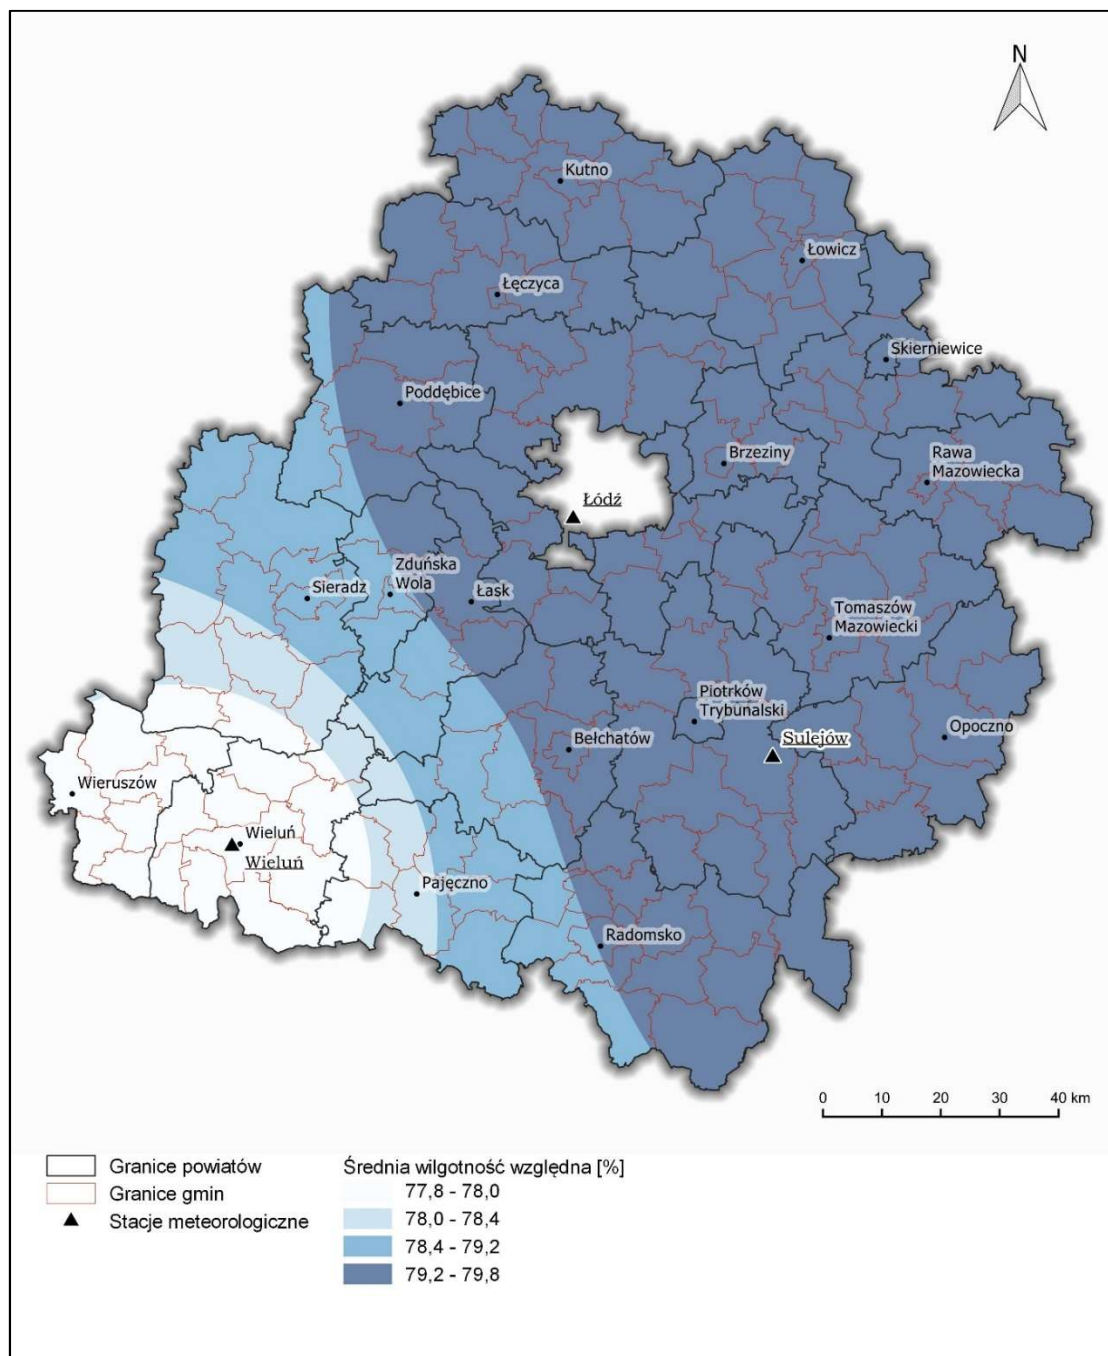 N
Kutno
Łowicz
Łęczyca
Skierniewice
Poddębice
Brzeziny
Rawa
Mazowiecka
Łódź
Zduńska
Wola
Sieradz
Łask
Tomaszów
Mazowiecki
Piotrków
Trybunalski
Sulejów
Opoczno
Bełchatów
Wieruszów
Wieluń
Wieluń
Pajęczno
Radomsko
0 10 20 30 40 km
Granice powiatów
Granice gmin
Stacje meteorologiczne
Średnia wilgotność względna [%]
77,8 - 78,0
78,0 - 78,4
78,4 - 79,2
79,2 - 79,8